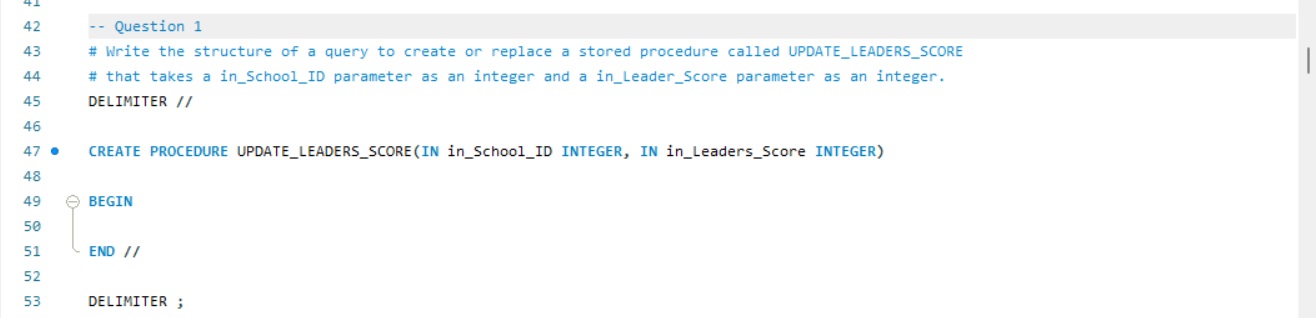 41
42 -- Question 1
43 # Write the structure of a query to create or replace a stored procedure called UPDATE_LEADERS_SCORE
44 # that takes a in_School_ID parameter as an integer and a in_Leader_Score parameter as an integer.
45 DELIMITER //
46
47 CREATE PROCEDURE UPDATE_LEADERS_SCORE(IN in_School_ID INTEGER, IN in_Leaders_Score INTEGER)
48
49 BEGIN
50
51 END //
52
53 DELIMITER ;